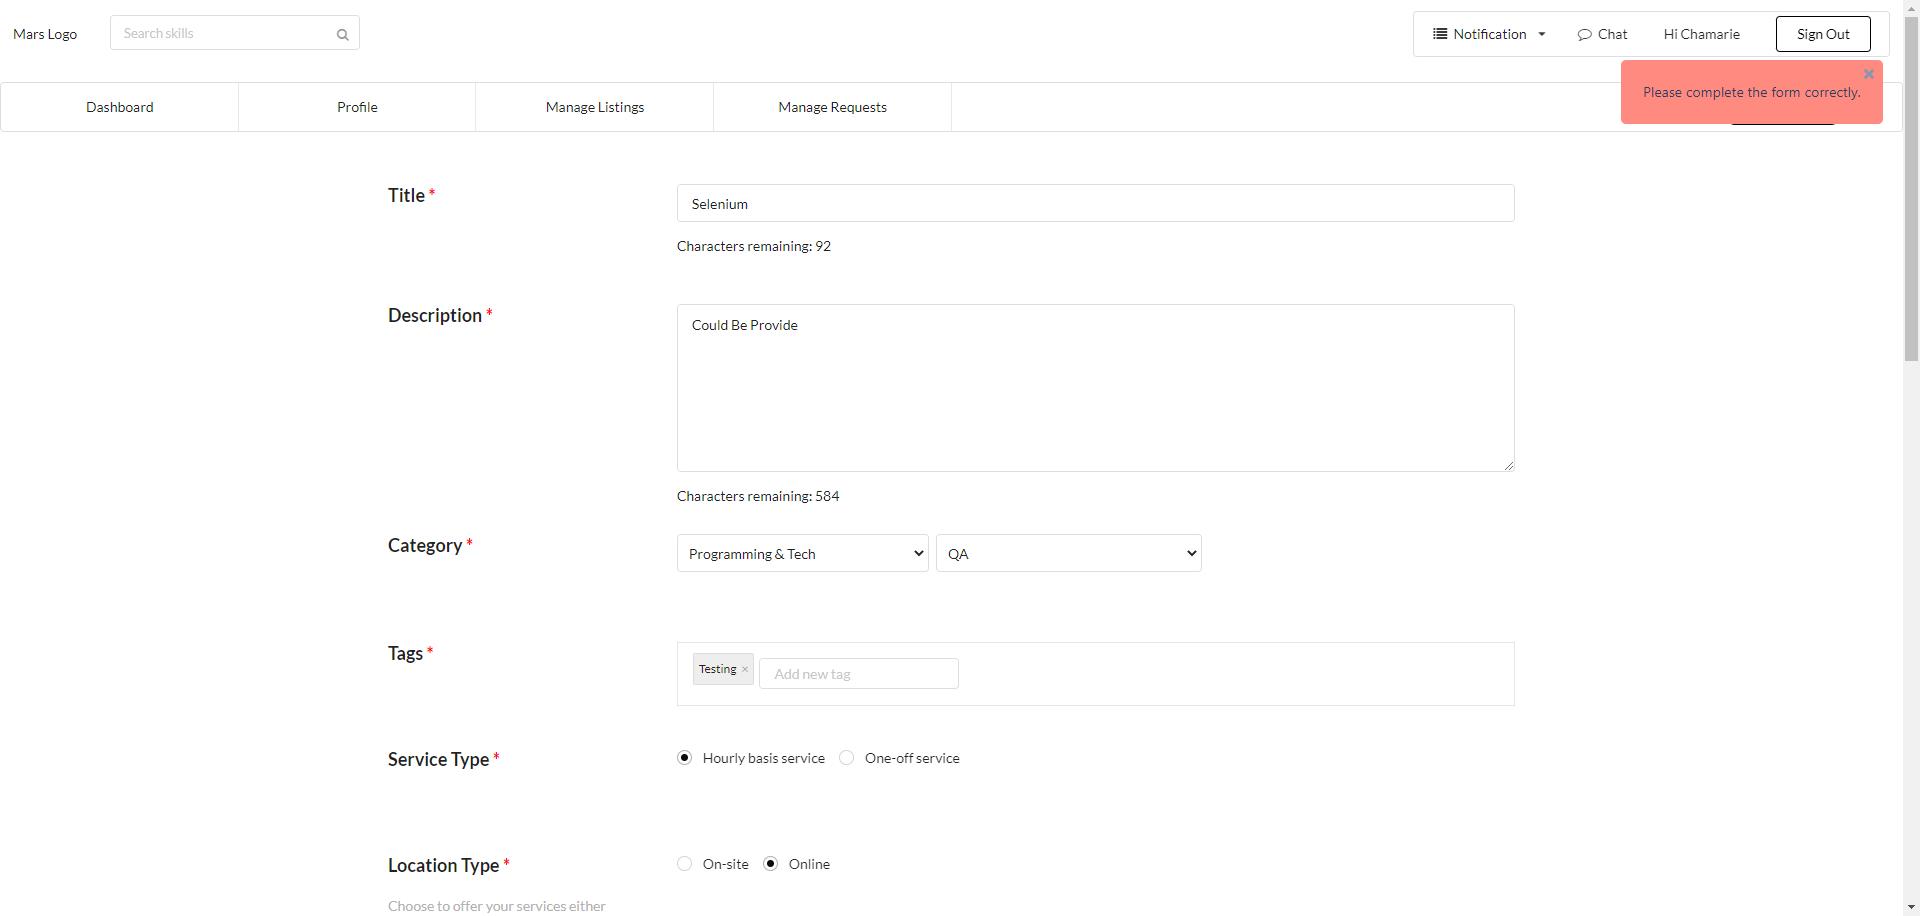 Mars Logo
Search skills
Notification
Chat
Hi Chamarie
Sign Out
Please complete the form correctly.
Dashboard
Profile
Manage Listings
Manage Requests
Title *
Selenium
Characters remaining: 92
Description *
Could Be Provide
Characters remaining: 584
Category *
Programming & Tech
QA
Tags *
Testing ×
Add new tag
Service Type *
Hourly basis service
One-off service
Location Type *
On-site
Online
Choose to offer your services either